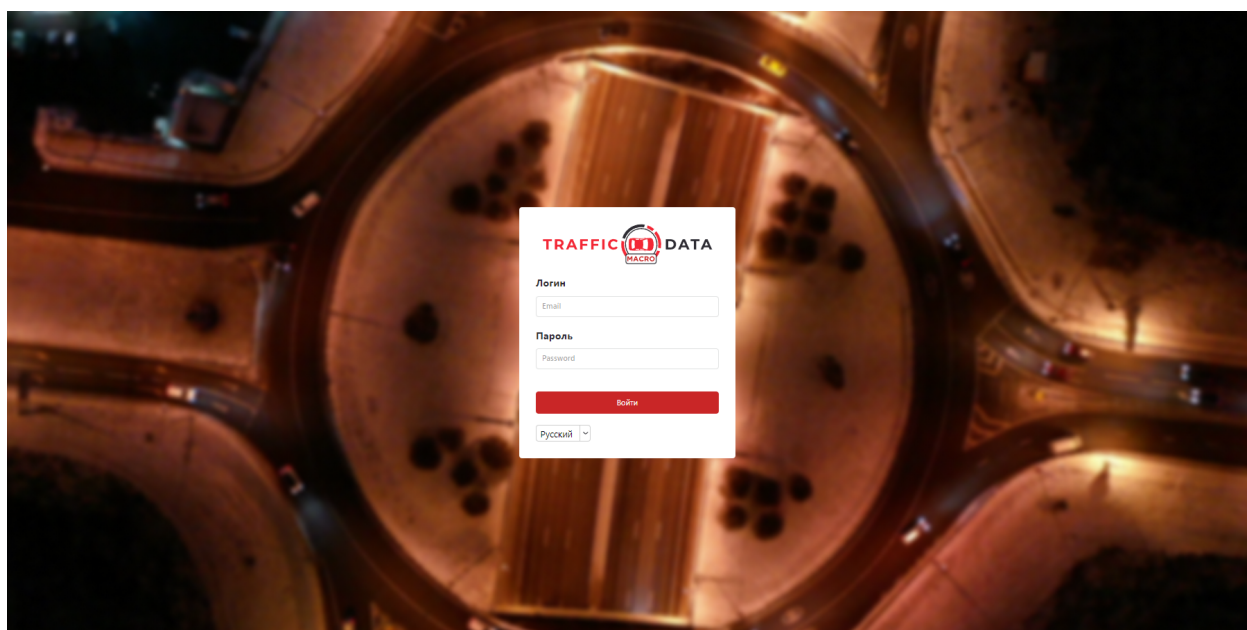 TRAFFIC DATA
MACRO
Логин
Email
Пароль
Password
Войти
Русский